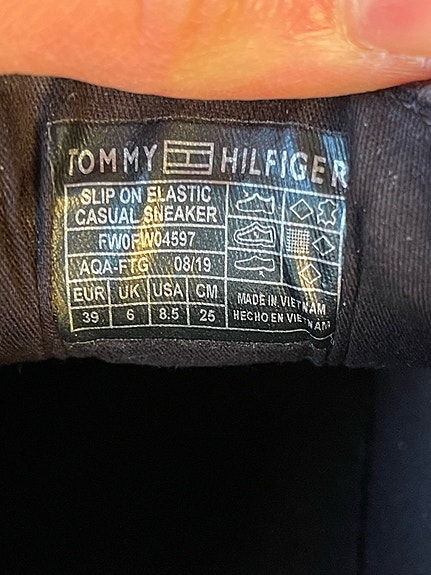 TOMMY HILFIGER
SLIP ON ELASTIC
CASUAL SNEAKER
FW0FW04597
AQA-FTG 08/19
EUR UK USA CM
39 6 8.5 25
MADE IN VIETNAM
HECHO EN VIETNAM